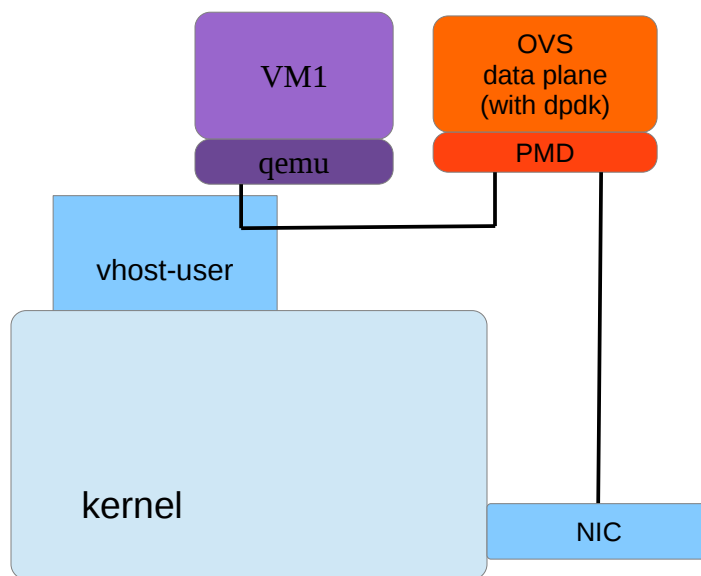 VM1
qemu
OVS
data plane
(with dpdk)
PMD
vhost-user
kernel
NIC